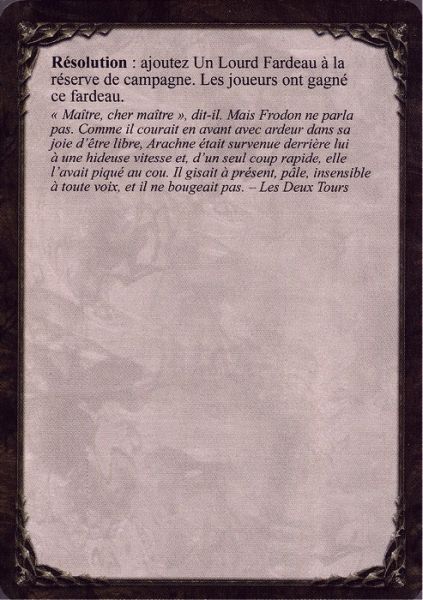 Résolution : ajoutez Un Lourd Fardeau à la
réserve de campagne. Les joueurs ont gagné
ce fardeau.
« Maître, cher maître », dit-il. Mais Frodon ne parla
pas. Comme il courait en avant avec ardeur dans sa
joie d'être libre, Arachne était survenue derrière lui
à une hideuse vitesse et, d'un seul coup rapide, elle
l'avait piqué au cou. Il gisait à présent, pâle, insensible
à toute voix, et il ne bougeait pas. – Les Deux Tours